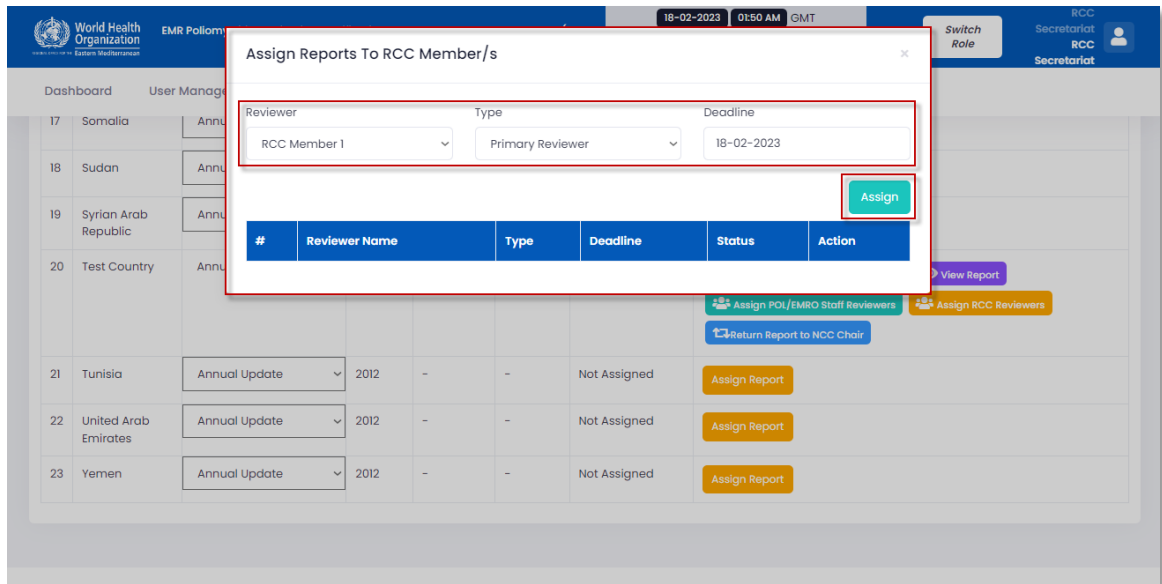 World Health
Organization
Eastern Mediterranean
EMR Poliomy
18-02-2023 01:50 AM GMT
Switch
Role
RCC
Secretariat
RCC
Secretariat
Dashboard User Manage
Assign Reports To RCC Member/s ×
Reviewer Type Deadline
RCC Member 1 Primary Reviewer 18-02-2023
Assign
# Reviewer Name Type Deadline Status Action
17 Somalia Annu
18 Sudan Annu
19 Syrian Arab Annu
Republic
20 Test Country Annu
View Report
Assign POL/EMRO Staff Reviewers Assign RCC Reviewers
Return Report to NCC Chair
21 Tunisia Annual Update 2012 - - Not Assigned Assign Report
22 United Arab Annual Update 2012 - - Not Assigned Assign Report
Emirates
23 Yemen Annual Update 2012 - - Not Assigned Assign Report